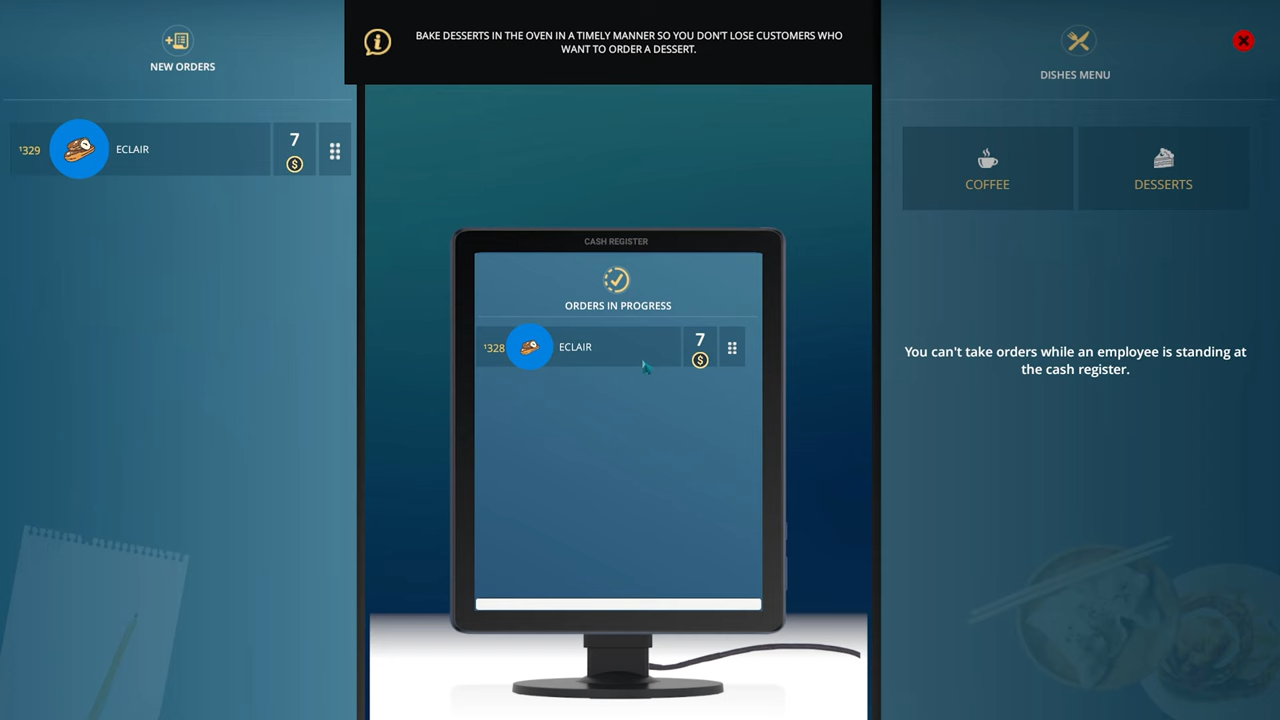 NEW ORDERS
329
ECLAIR
7
BAKE DESSERTS IN THE OVEN IN A TIMELY MANNER SO YOU DON'T LOSE CUSTOMERS WHO
WANT TO ORDER A DESSERT.
CASH REGISTER
ORDERS IN PROGRESS
328
ECLAIR
7
DISHES MENU
COFFEE
DESSERTS
You can't take orders while an employee is standing at
the cash register.